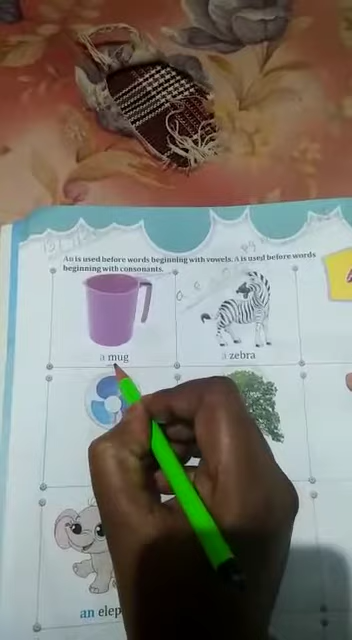 An is used before words beginning with vowels. A is used before words
beginning with consonants.
a mug
a zebra
an elep